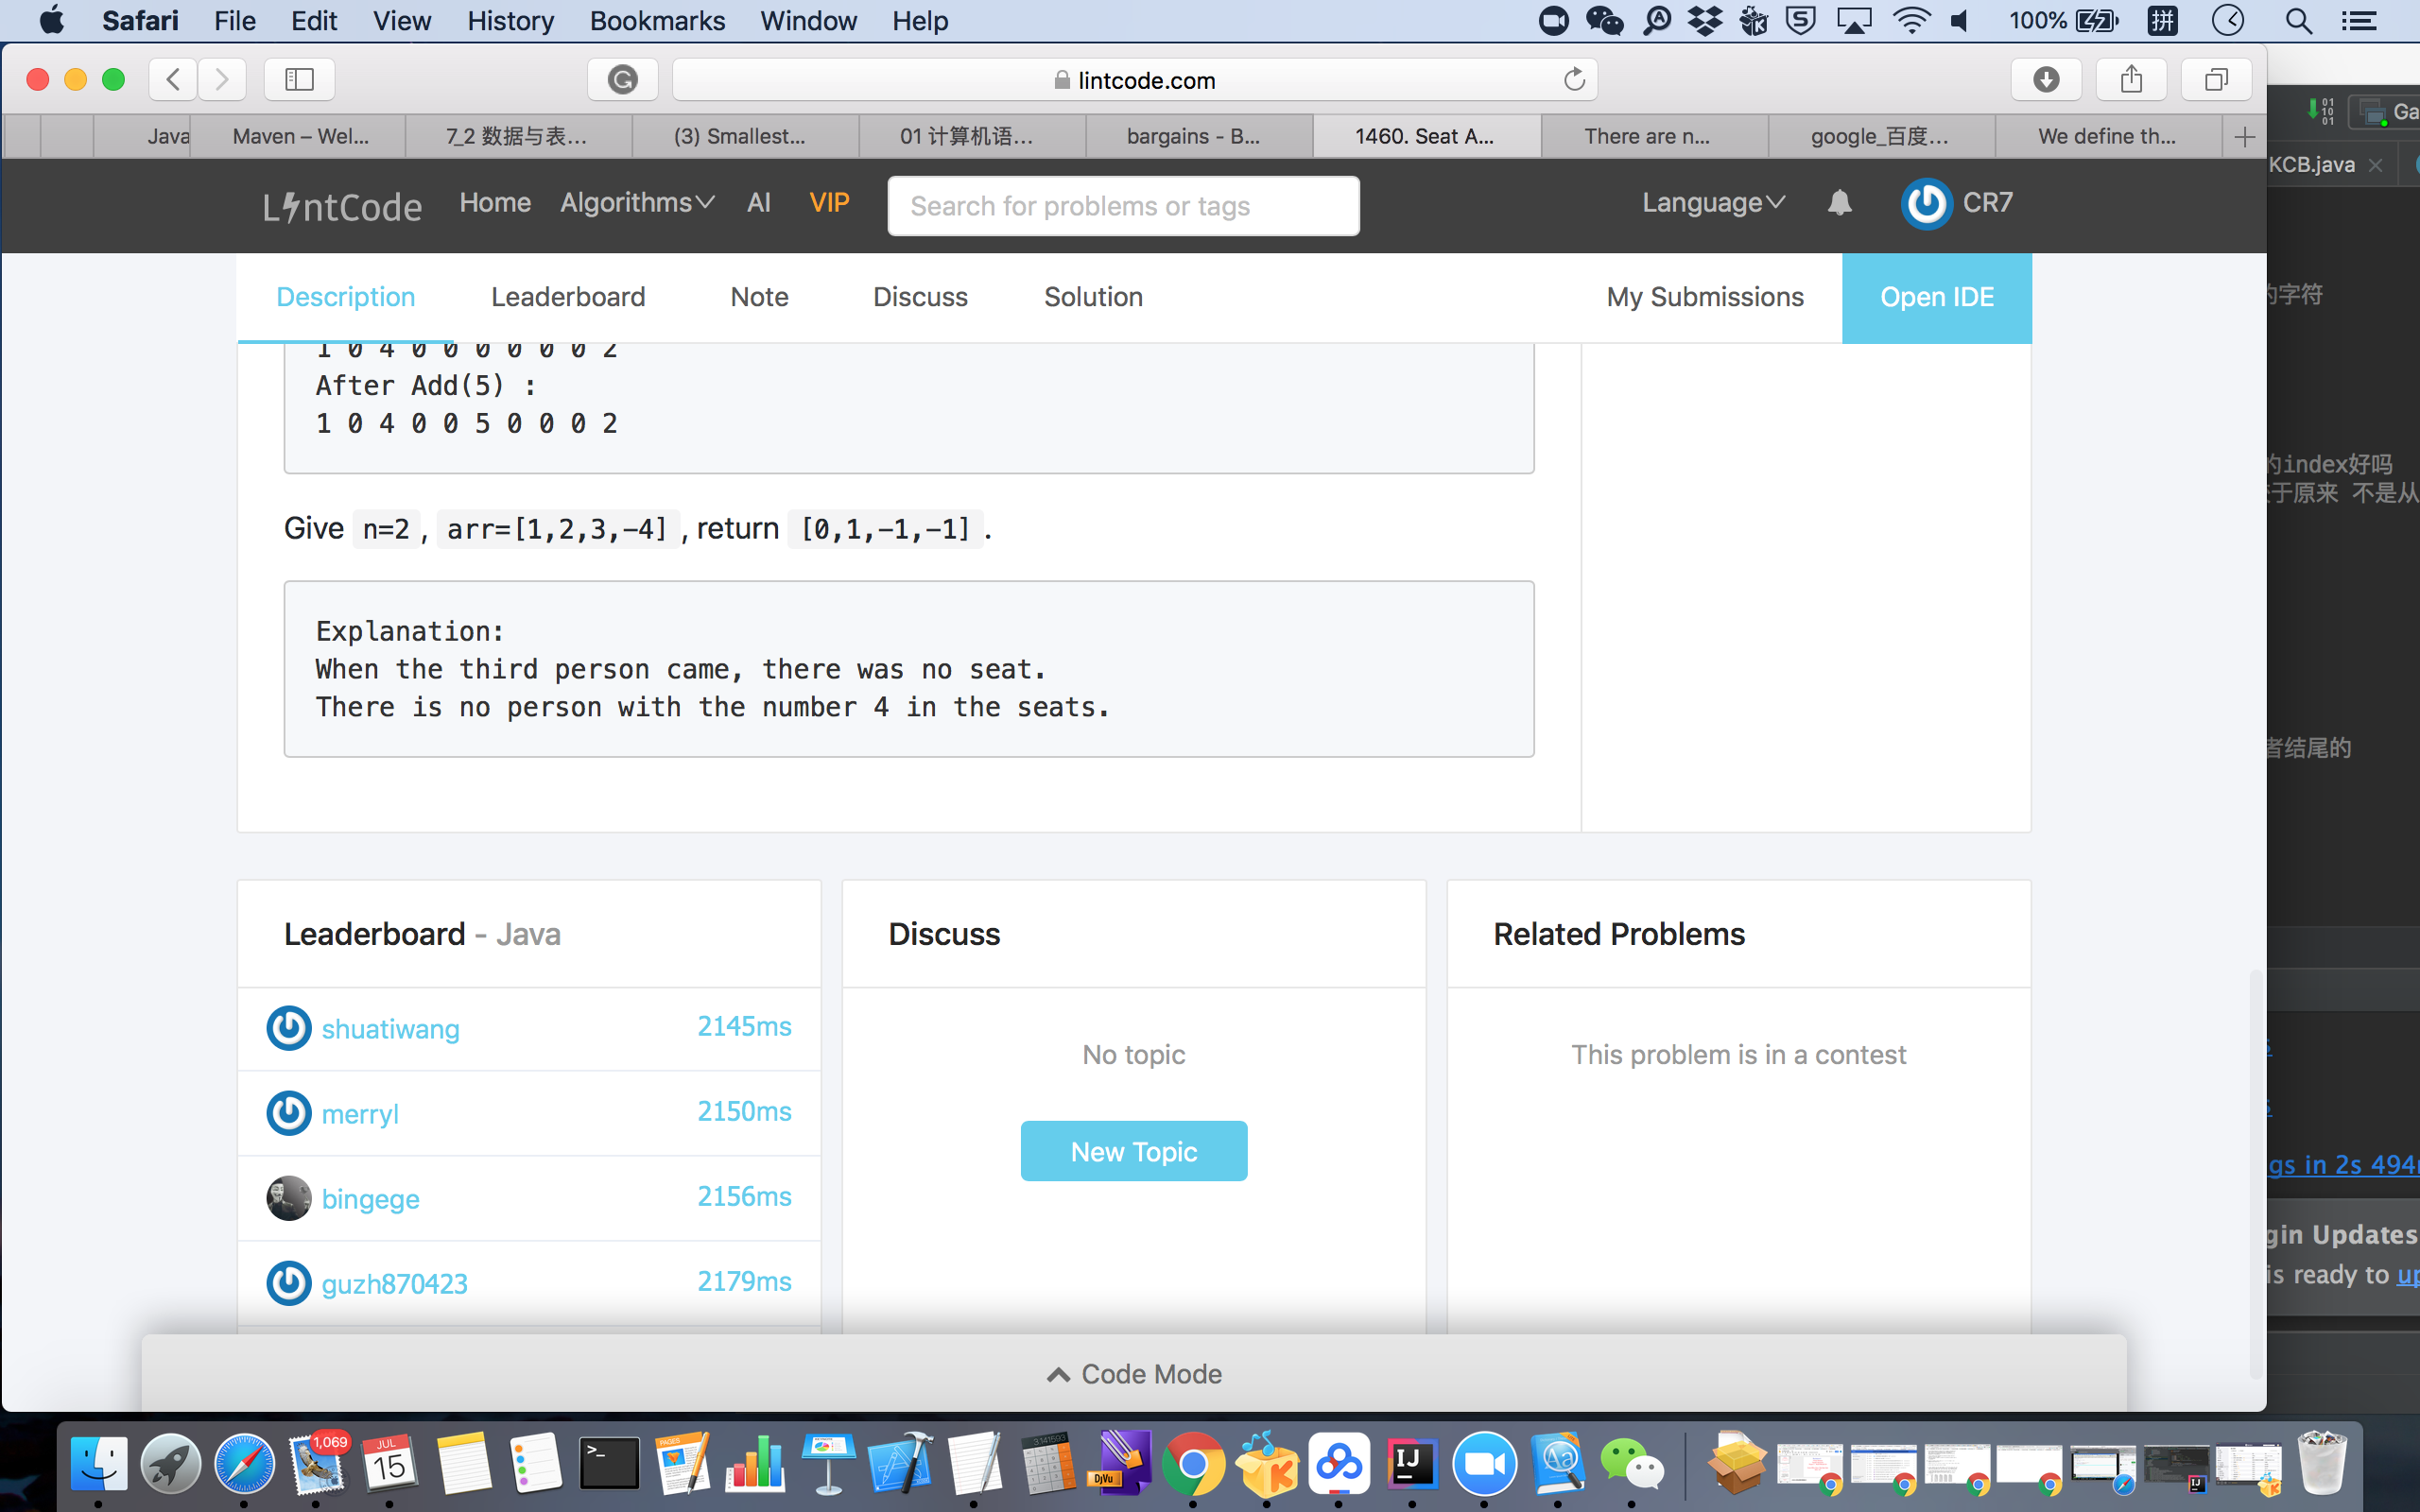 Safari File Edit View History Bookmarks Window Help 100% 拼
lintcode.com
Java Maven – Wel... 7_2 数据与表... (3) Smallest... 01 计算机语... bargains - B... 1460. Seat A... There are n... google_百度... We define th...
KCB.java
LintCode Home Algorithms AI VIP Search for problems or tags Language CR7
Description Leaderboard Note Discuss Solution My Submissions Open IDE
的字符
1 0 4 0 0 0 0 0 0 2
After Add(5) :
1 0 4 0 0 5 0 0 0 2
的index好吗
于原来 不是从
Give n=2 , arr=[1,2,3,-4] , return [0,1,-1,-1] .
Explanation:
When the third person came, there was no seat.
There is no person with the number 4 in the seats.
者结尾的
Leaderboard - Java
shuatiwang 2145ms
merryl 2150ms
bingege 2156ms
guzh870423 2179ms
Discuss
No topic
New Topic
Related Problems
This problem is in a contest
gs in 2s 494
gin Updates
is ready to up
Code Mode
1,069
JUL
15
PAGES
DjVu
IJ